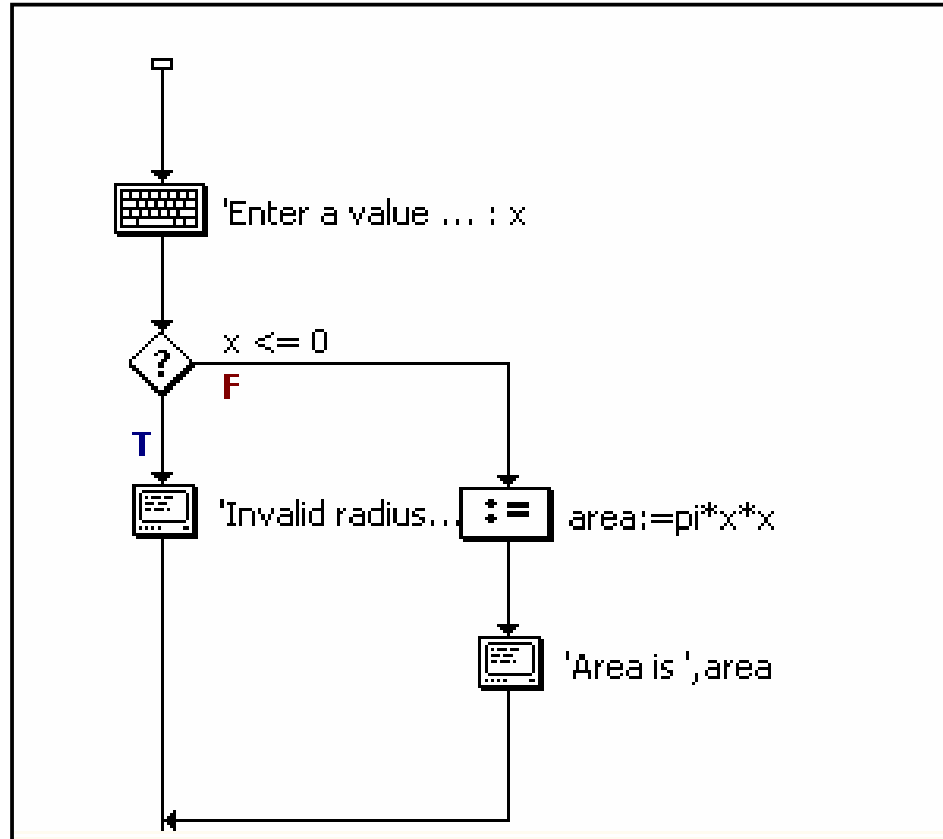 'Enter a value ... : x
?
x <= 0
F
T
'Invalid radius...
:=
area:=pi*x*x
'Area is ',area